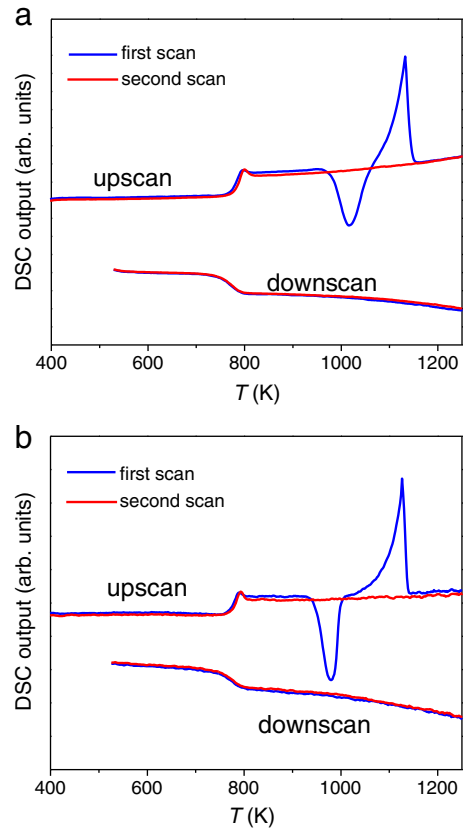 a
DSC output (arb. units)
first scan
second scan
upscan
downscan
400 600 800 1000 1200
T (K)
b
DSC output (arb. units)
first scan
second scan
upscan
downscan
400 600 800 1000 1200
T (K)